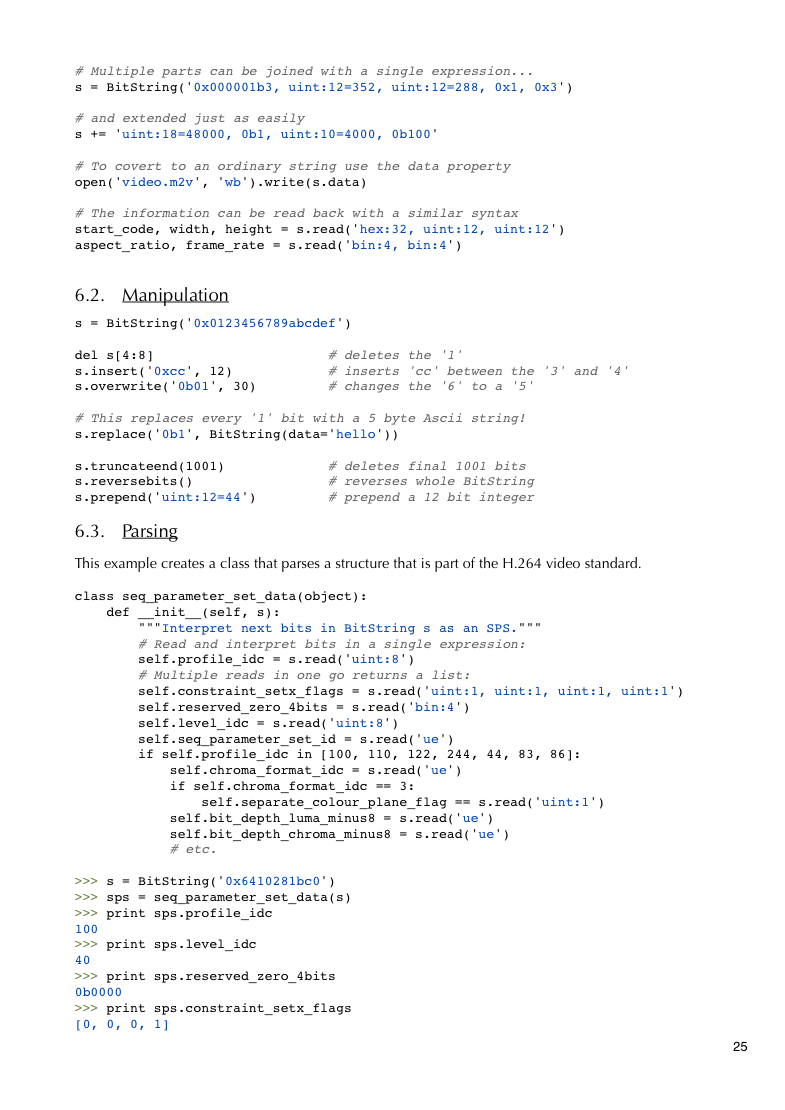 # Multiple parts can be joined with a single expression...
s = BitString('0x000001b3, uint:12=352, uint:12=288, 0x1, 0x3')
# and extended just as easily
s += 'uint:18=48000, 0b1, uint:10=4000, 0b100'
# To covert to an ordinary string use the data property
open('video.m2v', 'wb').write(s.data)
# The information can be read back with a similar syntax
start_code, width, height = s.read('hex:32, uint:12, uint:12')
aspect_ratio, frame_rate = s.read('bin:4, bin:4')
6.2. Manipulation
s = BitString('0x0123456789abcdef')
del s[4:8] # deletes the '1'
s.insert('0xcc', 12) # inserts 'cc' between the '3' and '4'
s.overwrite('0b01', 30) # changes the '6' to a '5'
# This replaces every '1' bit with a 5 byte Ascii string!
s.replace('0b1', BitString(data='hello'))
s.truncateend(1001) # deletes final 1001 bits
s.reversebits() # reverses whole BitString
s.prepend('uint:12=44') # prepend a 12 bit integer
6.3. Parsing
This example creates a class that parses a structure that is part of the H.264 video standard.
class seq_parameter_set_data(object):
    def __init__(self, s):
        """Interpret next bits in BitString s as an SPS."""
        # Read and interpret bits in a single expression:
        self.profile_idc = s.read('uint:8')
        # Multiple reads in one go returns a list:
        self.constraint_setx_flags = s.read('uint:1, uint:1, uint:1, uint:1')
        self.reserved_zero_4bits = s.read('bin:4')
        self.level_idc = s.read('uint:8')
        self.seq_parameter_set_id = s.read('ue')
        if self.profile_idc in [100, 110, 122, 244, 44, 83, 86]:
            self.chroma_format_idc = s.read('ue')
            if self.chroma_format_idc == 3:
                self.separate_colour_plane_flag == s.read('uint:1')
            self.bit_depth_luma_minus8 = s.read('ue')
            self.bit_depth_chroma_minus8 = s.read('ue')
            # etc.
>>> s = BitString('0x6410281bc0')
>>> sps = seq_parameter_set_data(s)
>>> print sps.profile_idc
100
>>> print sps.level_idc
40
>>> print sps.reserved_zero_4bits
0b0000
>>> print sps.constraint_setx_flags
[0, 0, 0, 1]
25